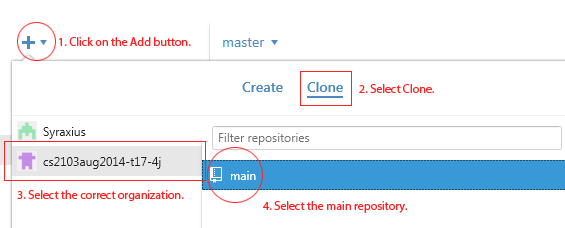 1. Click on the Add button.
master
Create
Clone
2. Select Clone.
Syraxius
Filter repositories
cs2103aug2014-t17-4j
main
3. Select the correct organization.
4. Select the main repository.